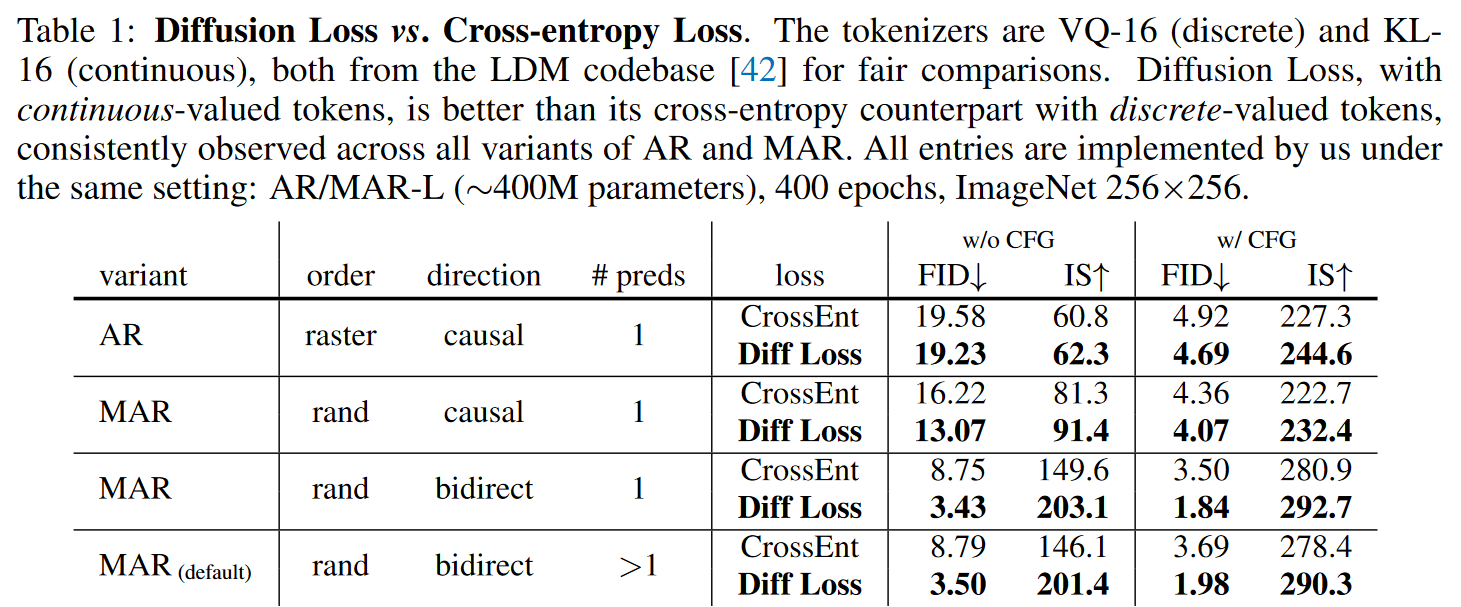 Table 1: Diffusion Loss vs. Cross-entropy Loss. The tokenizers are VQ-16 (discrete) and KL-
16 (continuous), both from the LDM codebase [42] for fair comparisons. Diffusion Loss, with
continuous-valued tokens, is better than its cross-entropy counterpart with discrete-valued tokens,
consistently observed across all variants of AR and MAR. All entries are implemented by us under
the same setting: AR/MAR-L (∼400M parameters), 400 epochs, ImageNet 256×256.
w/o CFG w/ CFG
variant order direction # preds loss FID↓ IS↑ FID↓ IS↑
CrossEnt 19.58 60.8 4.92 227.3
AR raster causal 1
Diff Loss 19.23 62.3 4.69 244.6
CrossEnt 16.22 81.3 4.36 222.7
MAR rand causal 1
Diff Loss 13.07 91.4 4.07 232.4
CrossEnt 8.75 149.6 3.50 280.9
MAR rand bidirect 1
Diff Loss 3.43 203.1 1.84 292.7
CrossEnt 8.79 146.1 3.69 278.4
MAR (default) rand bidirect >1
Diff Loss 3.50 201.4 1.98 290.3